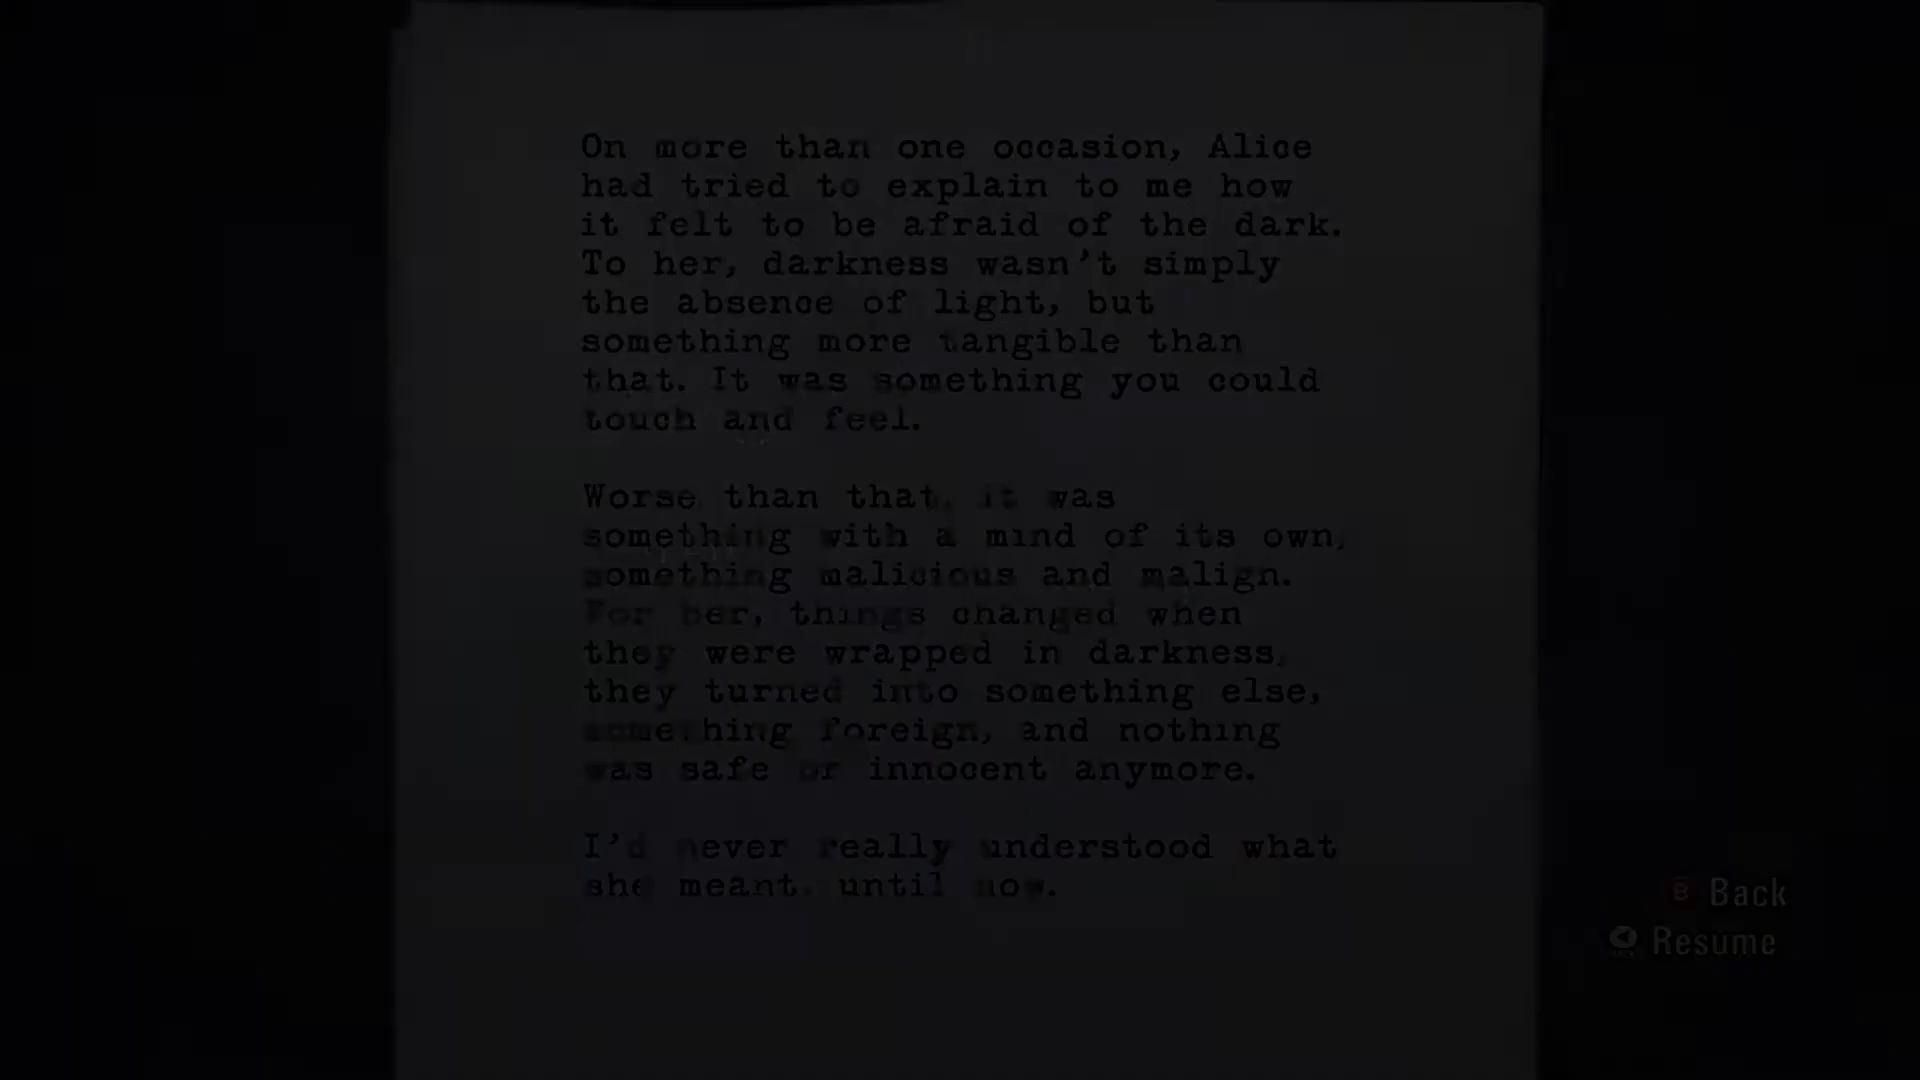 On more than one occasion, Alice
had tried to explain to me how
it felt to be afraid of the dark.
To her, darkness wasn't simply
the absence of light, but
something more tangible than
that. It was something you could
touch and feel.
Worse than that, it was
something with a mind of its own,
something malicious and malign.
For her, things changed when
they were wrapped in darkness,
they turned into something else,
something foreign, and nothing
was safe or innocent anymore.
I'd never really understood what
she meant, until now.
B Back
Resume